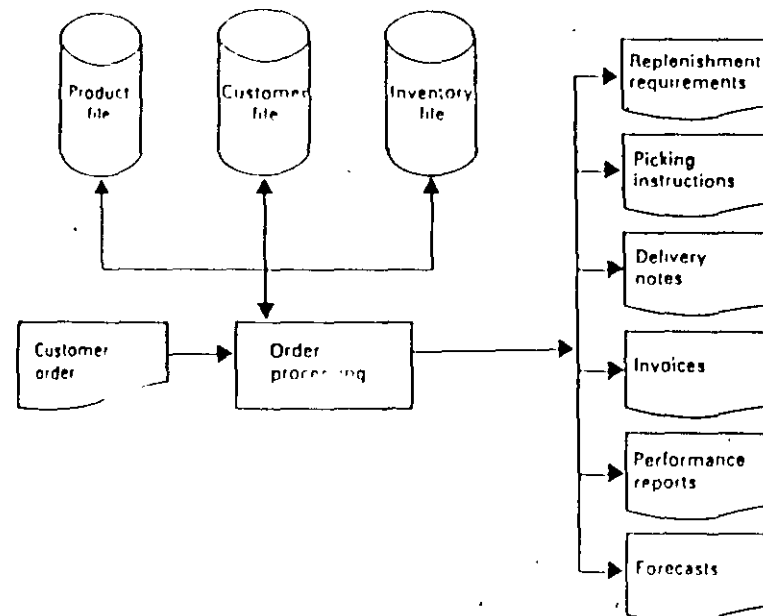 Product
file
Customer
file
Inventory
file
Customer
order
Order
processing
Replenishment
requirements
Picking
instructions
Delivery
notes
Invoices
Performance
reports
Forecasts